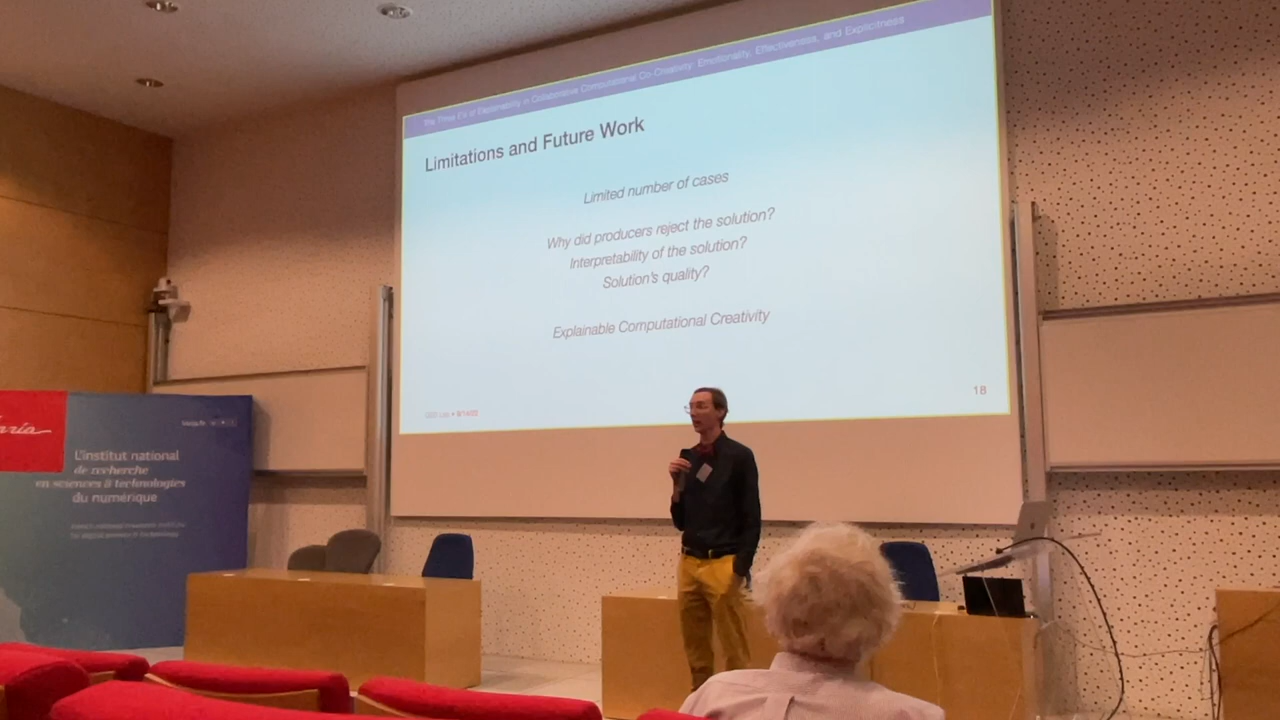 The Three E's of Explainability in Collaborative Computational Co-Creativity: Emotionality, Effectiveness, and Explicitness
Limitations and Future Work
Limited number of cases
Why did producers reject the solution?
Interpretability of the solution?
Solution's quality?
Explainable Computational Creativity
18
L'institut national
de recherche
en sciences & technologies
du numérique